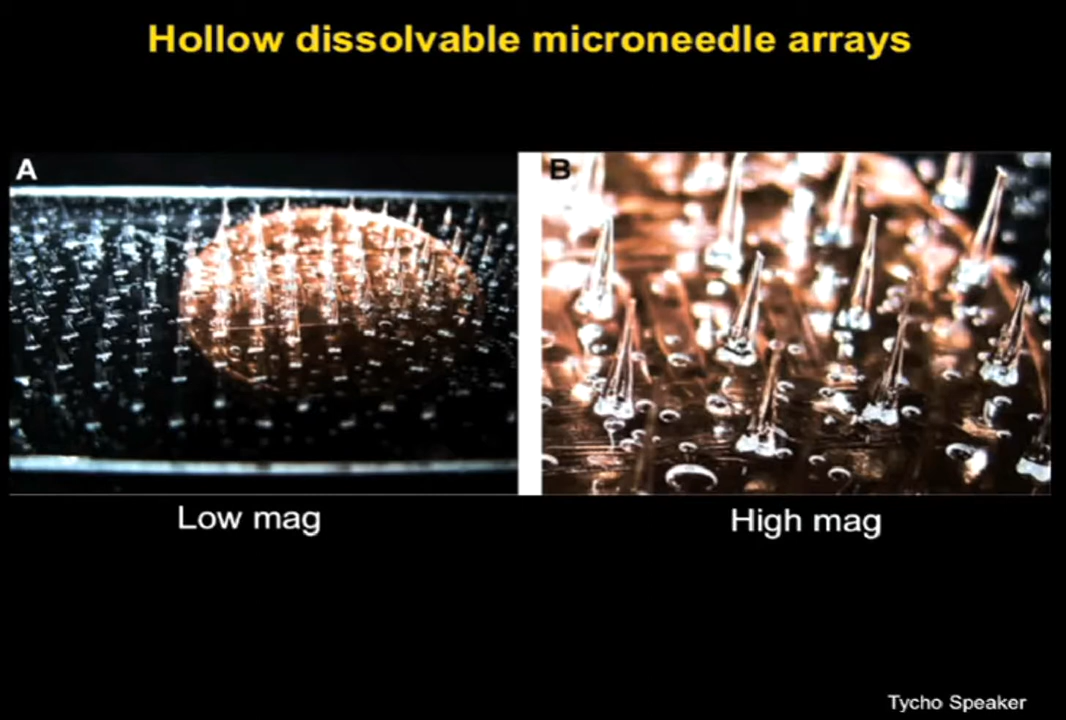 Hollow dissolvable microneedle arrays
A
B
Low mag
High mag
Tycho Speaker